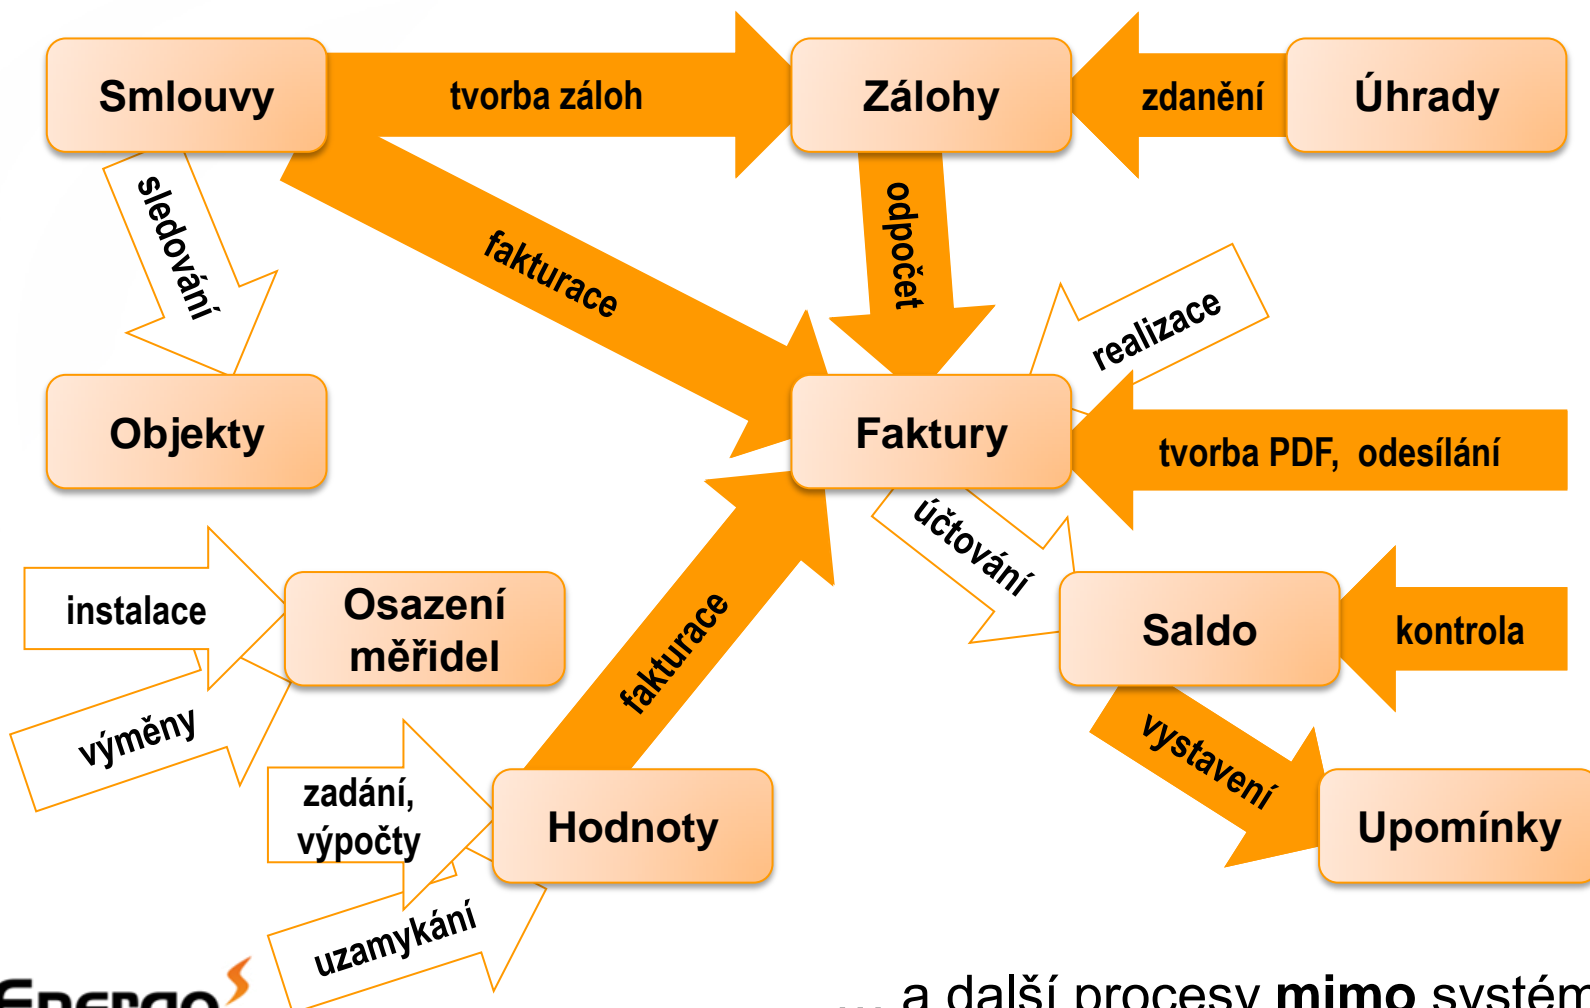 Smlouvy
tvorba záloh
Zálohy
zdanění
Úhrady
sledování
fakturace
odpočet
realizace
Objekty
Faktury
tvorba PDF, odesílání
účtování
instalace
Osazení
měřidel
fakturace
Saldo
kontrola
výměny
vystavení
zadání,
výpočty
Hodnoty
Upomínky
uzamykání
Energo
... a další procesy mimo systém